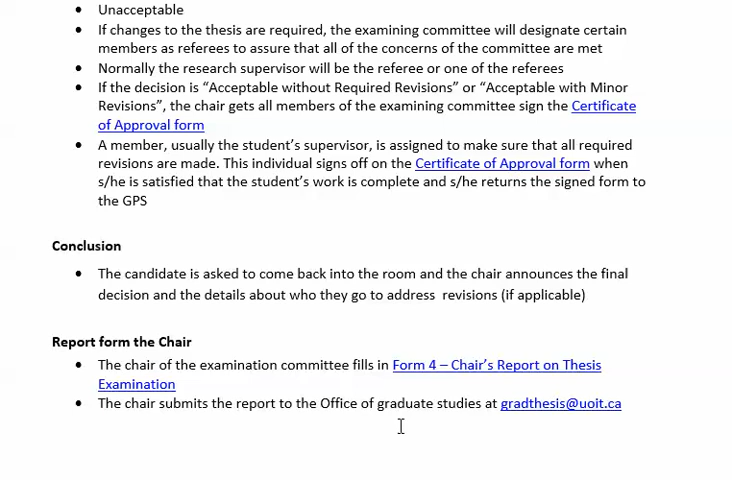 • Unacceptable
• If changes to the thesis are required, the examining committee will designate certain
members as referees to assure that all of the concerns of the committee are met
• Normally the research supervisor will be the referee or one of the referees
• If the decision is “Acceptable without Required Revisions” or “Acceptable with Minor
Revisions”, the chair gets all members of the examining committee sign the Certificate
of Approval form
• A member, usually the student’s supervisor, is assigned to make sure that all required
revisions are made. This individual signs off on the Certificate of Approval form when
s/he is satisfied that the student’s work is complete and s/he returns the signed form to
the GPS
Conclusion
• The candidate is asked to come back into the room and the chair announces the final
decision and the details about who they go to address  revisions (if applicable)
Report form the Chair
• The chair of the examination committee fills in Form 4 – Chair’s Report on Thesis
Examination
• The chair submits the report to the Office of graduate studies at gradthesis@uoit.ca